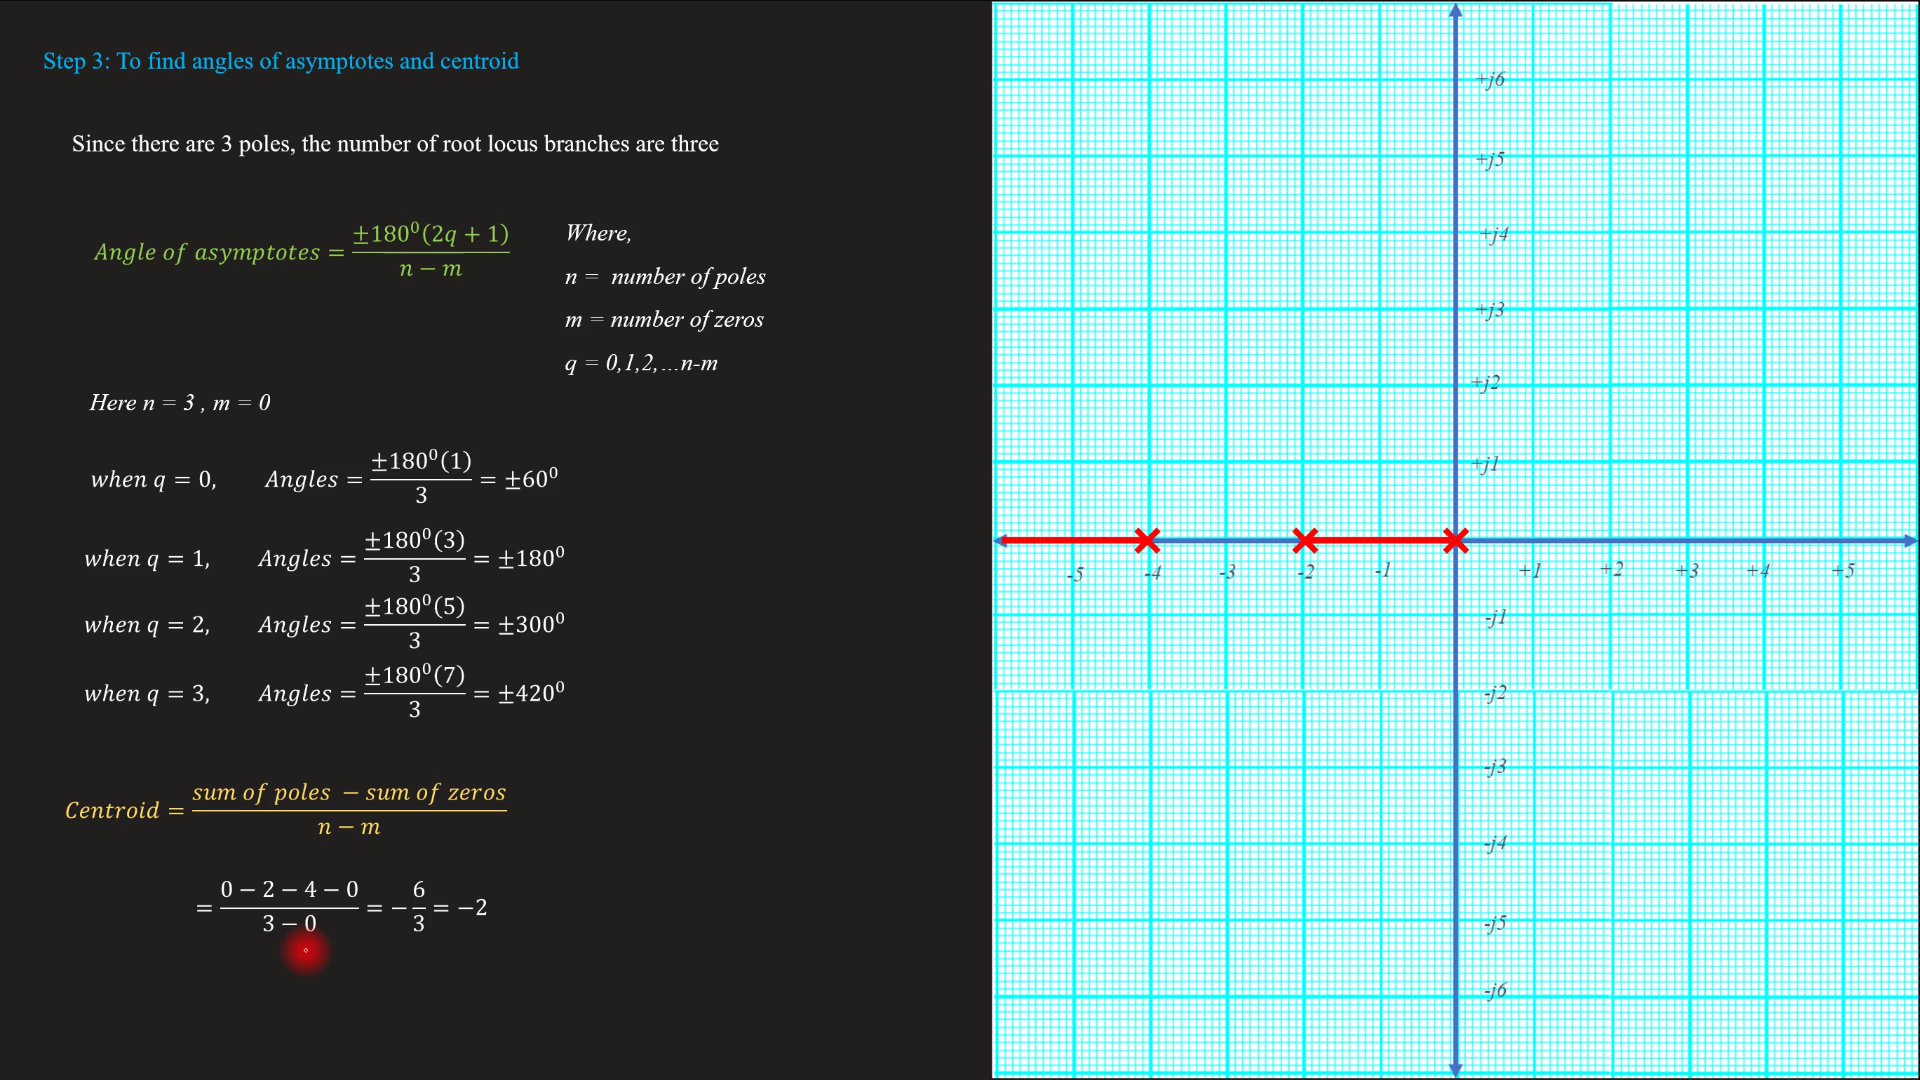 Step 3: To find angles of asymptotes and centroid
Since there are 3 poles, the number of root locus branches are three
Angle of asymptotes = ±180⁰(2q + 1) / n − m
Where,
n = number of poles
m = number of zeros
q = 0,1,2,...n-m
Here n = 3 , m = 0
when q = 0, Angles = ±180⁰(1) / 3 = ±60⁰
when q = 1, Angles = ±180⁰(3) / 3 = ±180⁰
when q = 2, Angles = ±180⁰(5) / 3 = ±300⁰
when q = 3, Angles = ±180⁰(7) / 3 = ±420⁰
Centroid = sum of poles − sum of zeros / n − m
= 0 − 2 − 4 − 0 / 3 − 0 = − 6 / 3 = −2
+j6
+j5
+j4
+j3
+j2
+j1
-5 -4 -3 -2 -1 +1 +2 +3 +4 +5
-j1
-j2
-j3
-j4
-j5
-j6